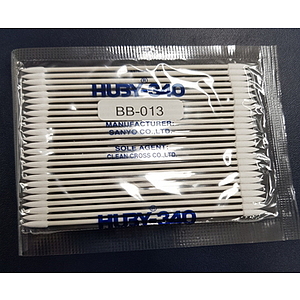 HUBY-340
BB-013
MANUFACTURER:
SANYO CO.,LTD.
SOLE AGENT:
CLEAN CROSS CO.,LTD.
HUBY-340